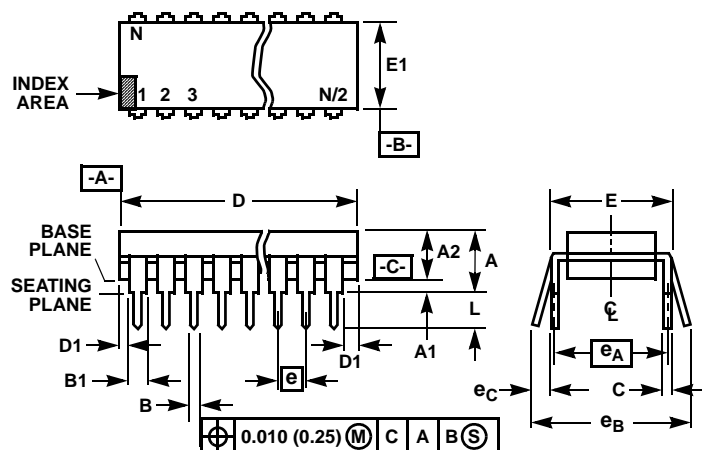 N
E1
INDEX
AREA
1 2 3 N/2
-B-
-A-
D
E
BASE
PLANE
A2
A
-C-
SEATING
PLANE
L
C L
D1
A1
D1
eA
B1
e
eC
C
B
eB
0.010 (0.25) M C A B S